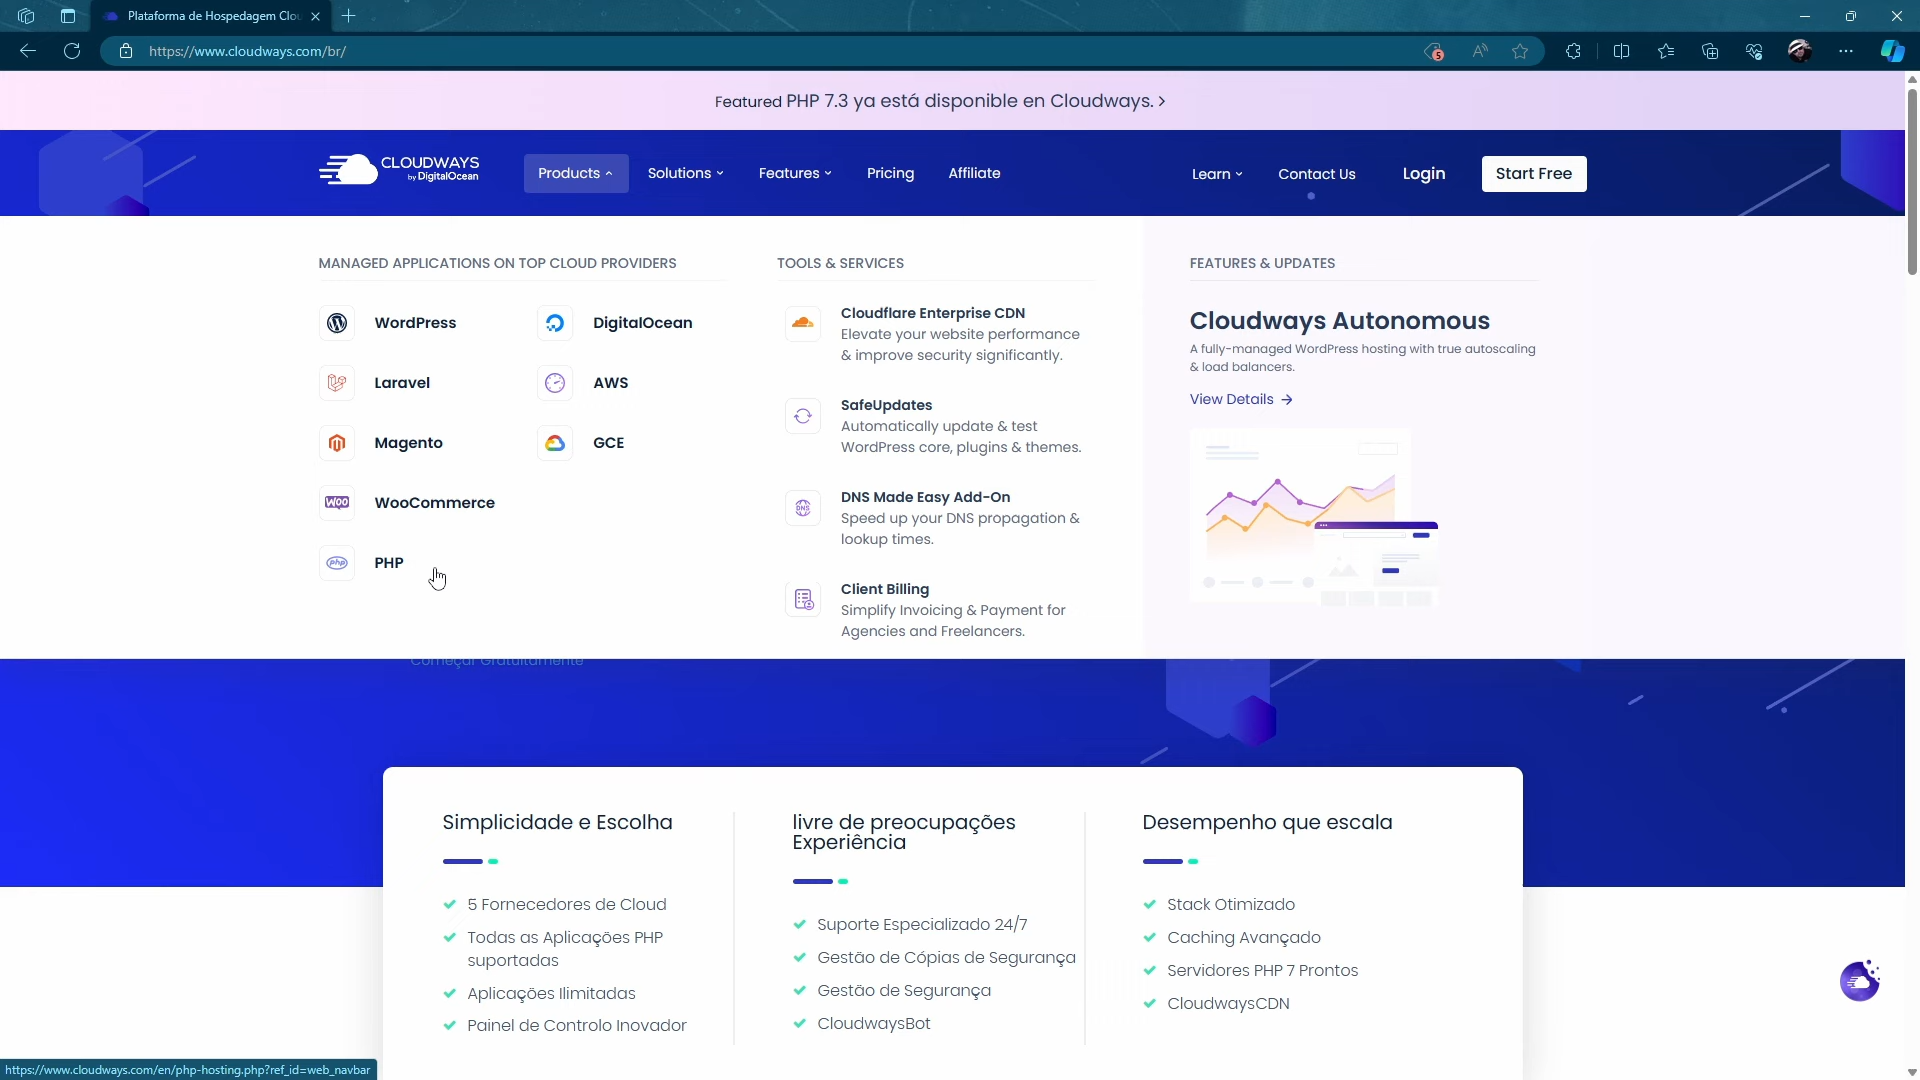 Plataforma de Hospedagem Clou
https://www.cloudways.com/br/
5
Featured PHP 7.3 ya está disponible en Cloudways. >
CLOUDWAYS
by DigitalOcean
Products
Solutions
Features
Pricing
Affiliate
Learn
Contact Us
Login
Start Free
MANAGED APPLICATIONS ON TOP CLOUD PROVIDERS
WordPress
DigitalOcean
Laravel
AWS
Magento
GCE
WOO
WooCommerce
php
PHP
TOOLS & SERVICES
Cloudflare Enterprise CDN
Elevate your website performance
& improve security significantly.
SafeUpdates
Automatically update & test
WordPress core, plugins & themes.
DNS
DNS Made Easy Add-On
Speed up your DNS propagation &
lookup times.
Client Billing
Simplify Invoicing & Payment for
Agencies and Freelancers.
FEATURES & UPDATES
Cloudways Autonomous
A fully-managed WordPress hosting with true autoscaling
& load balancers.
View Details →
Começar Gratuitamente
Simplicidade e Escolha
5 Fornecedores de Cloud
Todas as Aplicações PHP
suportadas
Aplicações Ilimitadas
Painel de Controlo Inovador
livre de preocupações
Experiência
Suporte Especializado 24/7
Gestão de Cópias de Segurança
Gestão de Segurança
CloudwaysBot
Desempenho que escala
Stack Otimizado
Caching Avançado
Servidores PHP 7 Prontos
CloudwaysCDN
https://www.cloudways.com/en/php-hosting.php?ref_id=web_navbar